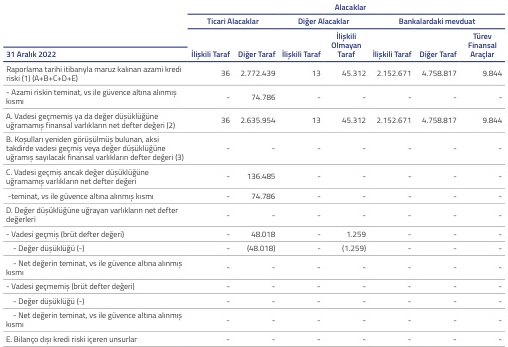 Alacaklar
Ticari Alacaklar Diğer Alacaklar Bankalardaki mevduat
31 Aralık 2022 İlişkili Taraf Diğer Taraf İlişkili Taraf İlişkili Olmayan Taraf İlişkili Taraf Diğer Taraf Türev Finansal Araçlar
Raporlama tarihi itibarıyla maruz kalınan azami kredi
riski (1) (A+B+C+D+E) 36 2.772.439 13 45.312 2.152.671 4.758.817 9.844
- Azami riskin teminat, vs ile güvence altına alınmış
kısmı - 74.786 - - - - -
A. Vadesi geçmemiş ya da değer düşüklüğüne
uğramamış finansal varlıkların net defter değeri (2) 36 2.635.954 13 45.312 2.152.671 4.758.817 9.844
B. Koşulları yeniden görüşülmüş bulunan, aksi
takdirde vadesi geçmiş veya değer düşüklüğüne
uğramış sayılacak finansal varlıkların defter değeri (3) - - - - - - -
C. Vadesi geçmiş ancak değer düşüklüğüne
uğramamış varlıkların net defter değeri - 136.485 - - - - -
-teminat, vs ile güvence altına alınmış kısmı - 74.786 - - - - -
D. Değer düşüklüğüne uğrayan varlıkların net defter
değerleri - - - - - - -
- Vadesi geçmiş (brüt defter değeri) - 48.018 - 1.259 - - -
- Değer düşüklüğü (-) - (48.018) - (1.259) - - -
- Net değerin teminat, vs ile güvence altına alınmış
kısmı - - - - - - -
- Vadesi geçmemiş (brüt defter değeri) - - - - - - -
- Değer düşüklüğü (-) - - - - - - -
- Net değerin teminat, vs ile güvence altına alınmış
kısmı - - - - - - -
E. Bilanço dışı kredi riski içeren unsurlar - - - - - - -